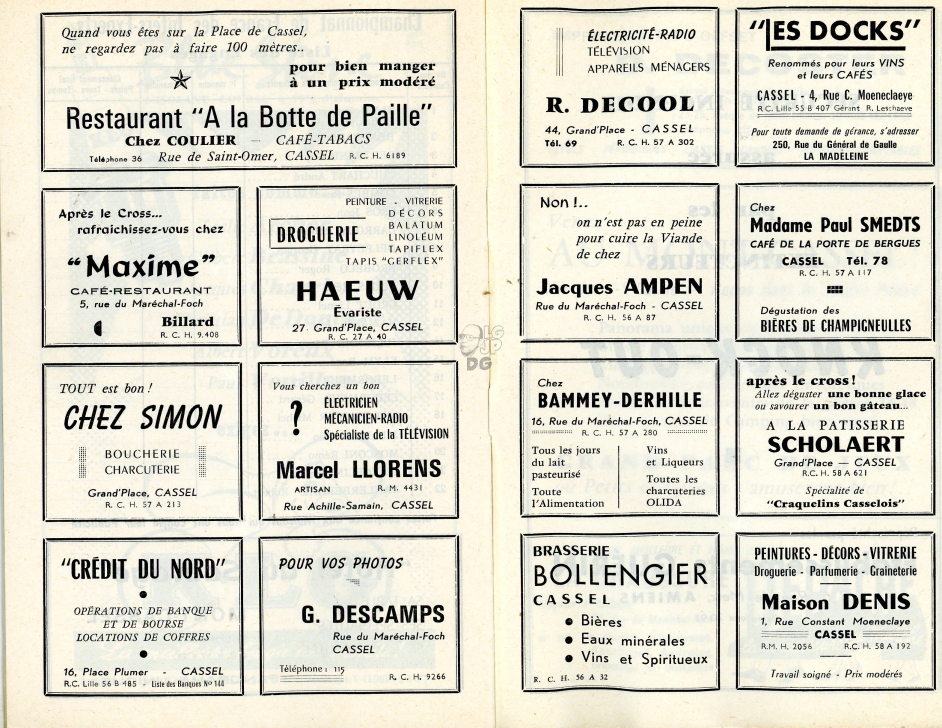 Quand vous êtes sur la Place de Cassel,
ne regardez pas à faire 100 mètres..
pour bien manger
à un prix modéré
Restaurant "A la Botte de Paille"
Chez COULIER — CAFÉ-TABACS
Téléphone 36 Rue de Saint-Omer, CASSEL R. C. H. 6189
Après le Cross...
rafraichissez-vous chez
"Maxime"
CAFÉ-RESTAURANT
5, rue du Maréchal-Foch
Billard
R. C. H. 9.408
PEINTURE - VITRERIE
DÉCORS
BALATUM
LINOLÉUM
TAPIFLEX
TAPIS "GERFLEX"
DROGUERIE
HAEUW
Évariste
27, Grand'Place, CASSEL
R. C. 27 A 40
TOUT est bon !
CHEZ SIMON
BOUCHERIE
CHARCUTERIE
Grand'Place, CASSEL
R. C. H. 57 A 213
Vous cherchez un bon
?
ÉLECTRICIEN
MÉCANICIEN-RADIO
Spécialiste de la TÉLÉVISION
Marcel LLORENS
ARTISAN R. M. 4431
Rue Achille-Samain, CASSEL
"CRÉDIT DU NORD"
OPÉRATIONS DE BANQUE
ET DE BOURSE
LOCATIONS DE COFFRES
16, Place Plumer - CASSEL
R.C. Lille 56 B 485 - Liste des Banques No 144
POUR VOS PHOTOS
G. DESCAMPS
Rue du Maréchal-Foch
CASSEL
Téléphone : 115
R. C. H. 9266
ÉLECTRICITÉ-RADIO
TÉLÉVISION
APPAREILS MÉNAGERS
R. DECOOL
44, Grand'Place - CASSEL
Tél. 69 R. C. H. 57 A 302
"LES DOCKS"
Renommés pour leurs VINS
et leurs CAFÉS
CASSEL - 4, Rue C. Moeneclaeye
R.C. Lille 55 B 407 Gérant R. Leschaeve
Pour toute demande de gérance, s'adresser
250, Rue du Général de Gaulle
LA MADELEINE
Non !..
on n'est pas en peine
pour cuire la Viande
de chez
Jacques AMPEN
Rue du Maréchal-Foch - CASSEL
R. C. H. 56 A 87
Chez
Madame Paul SMEDTS
CAFÉ DE LA PORTE DE BERGUES
CASSEL Tél. 78
R. C. H. 57 A 117
Dégustation des
BIÈRES DE CHAMPIGNEULLES
Chez
BAMMEY-DERHILLE
16, Rue du Maréchal-Foch, CASSEL
R. C. H. 57 A 280
Tous les jours
du lait
pasteurisé
Toute
l'Alimentation
Vins
et Liqueurs
Toutes les
charcuteries
OLIDA
après le cross !
Allez déguster une bonne glace
ou savourer un bon gâteau...
A LA PATISSERIE
SCHOLAERT
Grand'Place — CASSEL
R.C. H. 58 A 621
Spécialité de
"Craquelins Casselois"
BRASSERIE
BOLLENGIER
CASSEL
● Bières
● Eaux minérales
● Vins et Spiritueux
R. C. H. 56 A 32
PEINTURES - DÉCORS - VITRERIE
Droguerie - Parfumerie - Graineterie
Maison DENIS
1, Rue Constant Moeneclaye
CASSEL
R.M. H. 2056 R.C. H. 58 A 192
Travail soigné - Prix modérés